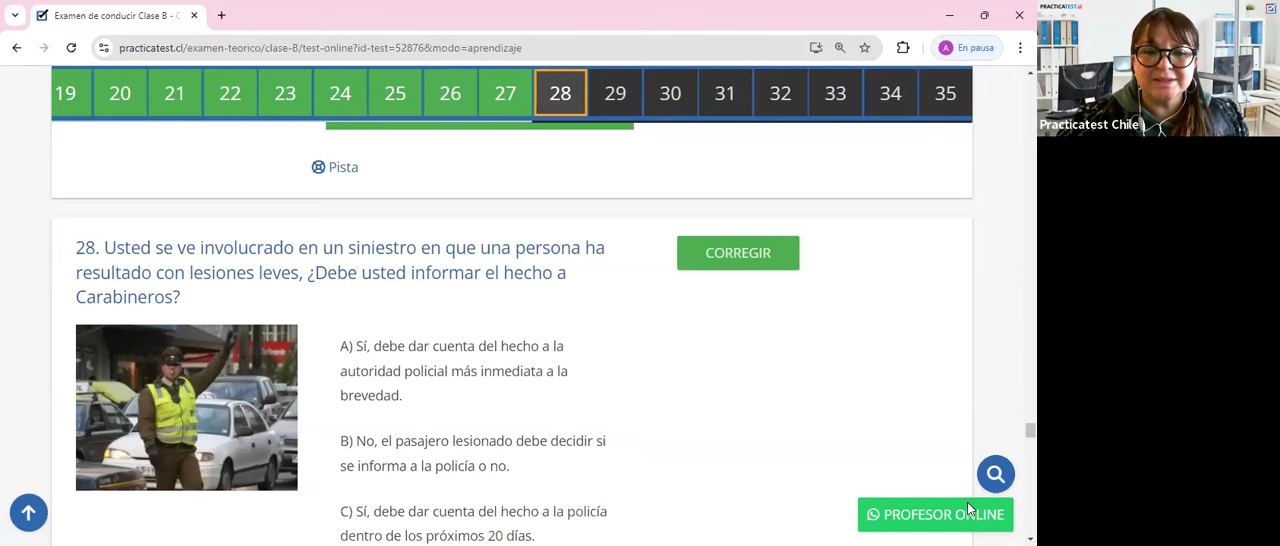 Examen de conducir Clase B - C
practicatest.cl/examen-teorico/clase-B/test-online?id-test=52876&modo=aprendizaje
A En pausa
PRACTICATEST.cl
Practicatest Chile
19 20 21 22 23 24 25 26 27 28 29 30 31 32 33 34 35
Pista
28. Usted se ve involucrado en un siniestro en que una persona ha
resultado con lesiones leves, ¿Debe usted informar el hecho a
Carabineros?
CORREGIR
A) Sí, debe dar cuenta del hecho a la
autoridad policial más inmediata a la
brevedad.
B) No, el pasajero lesionado debe decidir si
se informa a la policía o no.
C) Sí, debe dar cuenta del hecho a la policía
dentro de los próximos 20 días.
PROFESOR ONLINE